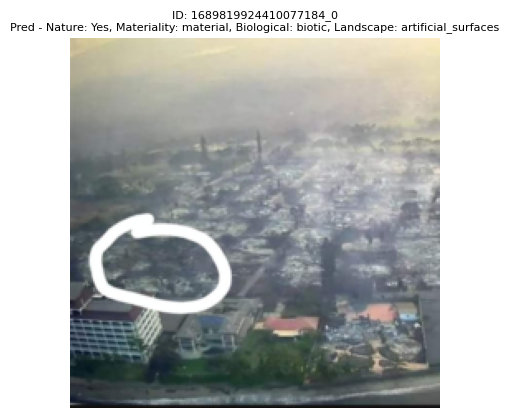 ID: 1689819924410077184_0
Pred - Nature: Yes, Materiality: material, Biological: biotic, Landscape: artificial_surfaces